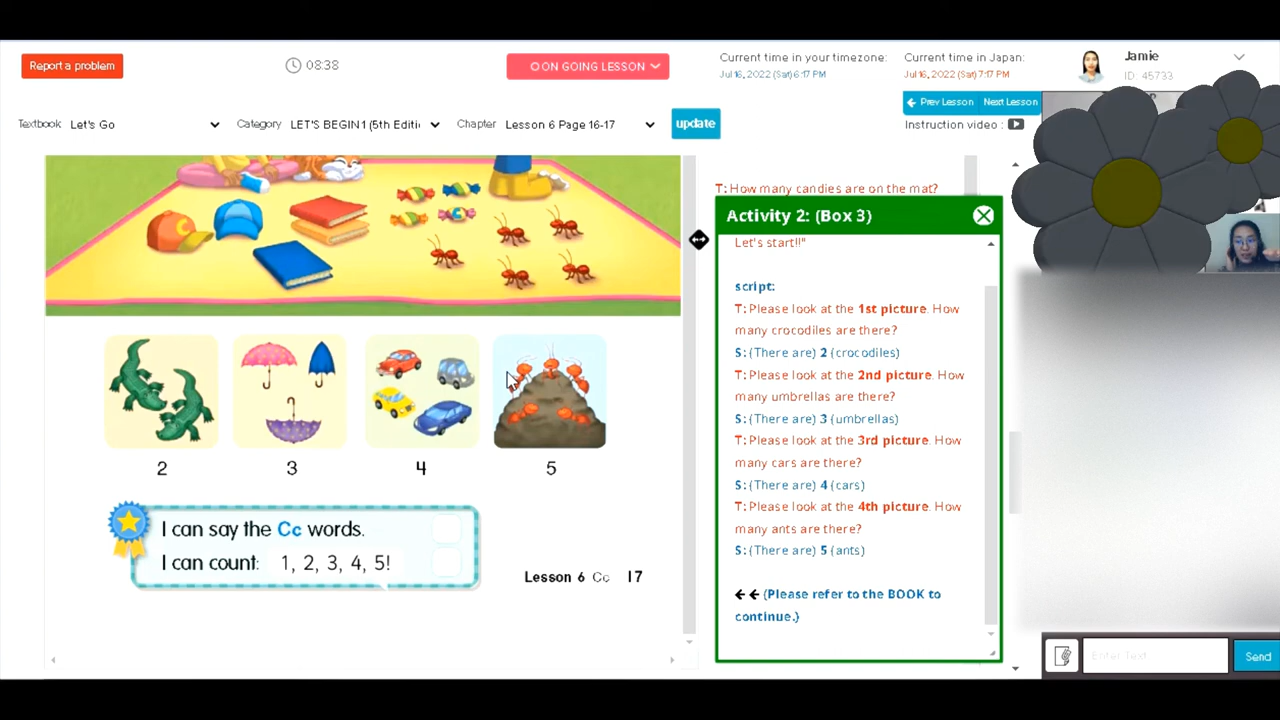 Report a problem
08:38
ON GOING LESSON
Current time in your timezone:
Jul 16, 2022 (Sat) 6:17 PM
Current time in Japan:
Jul 16, 2022 (Sat) 7:17 PM
Jamie
ID: 45733
Prev Lesson
Next Lesson
Textbook
Let's Go
Category
LET'S BEGIN 1 (5th Editi
Chapter
Lesson 6 Page 16-17
update
Instruction video :
C
2
3
4
5
I can say the Cc words.
I can count: 1, 2, 3, 4, 5!
Lesson 6 Cc 17
T: How many candies are on the mat?
Activity 2: (Box 3)
Let's start!!"
script:
T: Please look at the 1st picture. How
many crocodiles are there?
S: (There are) 2 (crocodiles)
T: Please look at the 2nd picture. How
many umbrellas are there?
S: (There are) 3 (umbrellas)
T: Please look at the 3rd picture. How
many cars are there?
S: (There are) 4 (cars)
T: Please look at the 4th picture. How
many ants are there?
S: (There are) 5 (ants)
(Please refer to the BOOK to
continue.)
Enter Text
Send